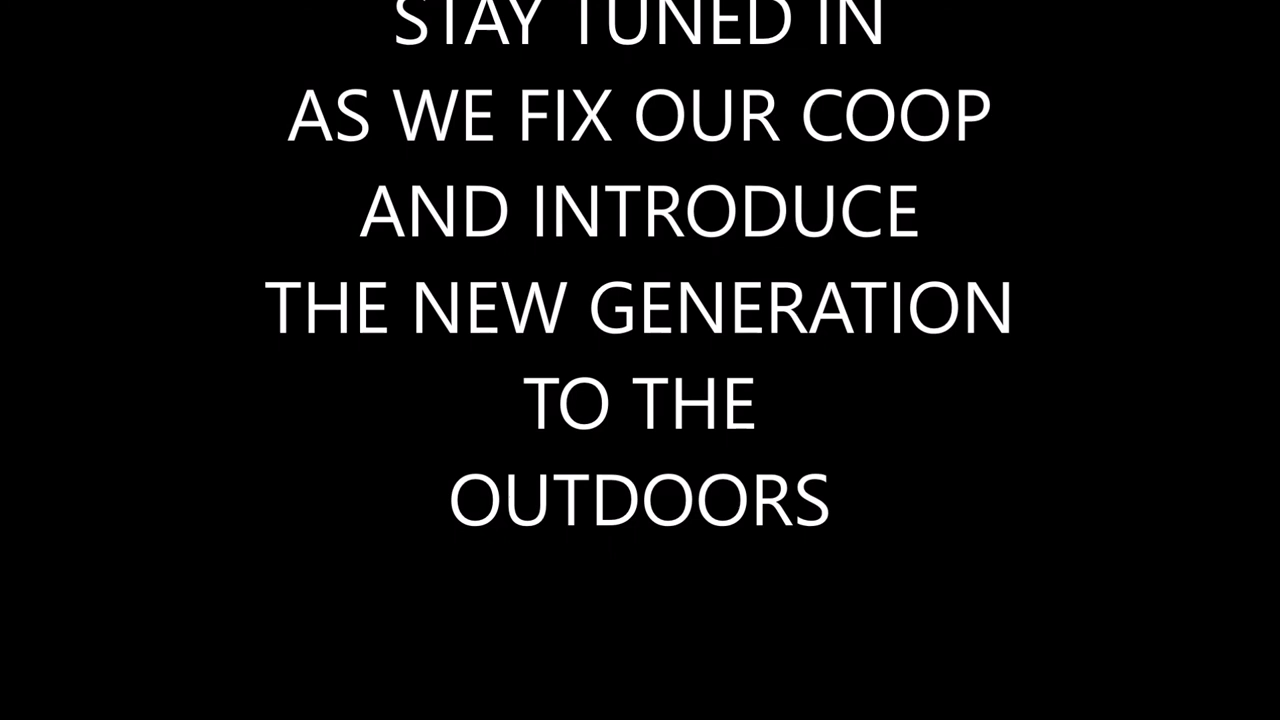 STAY TUNED IN
AS WE FIX OUR COOP
AND INTRODUCE
THE NEW GENERATION
TO THE
OUTDOORS